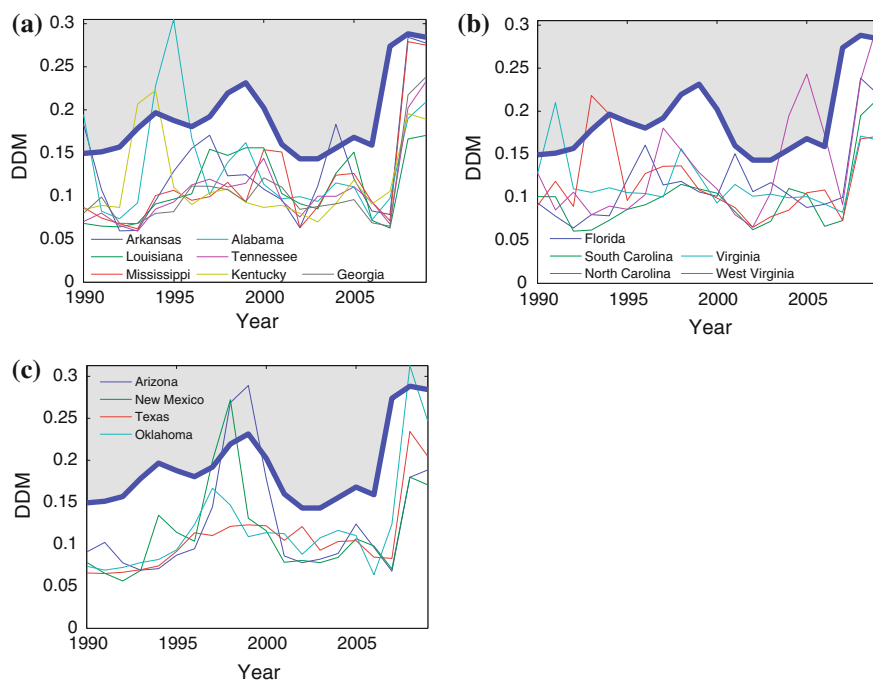 (a)
0.3
0.25
0.2
0.15
0.1
0.05
0
DDM
Arkansas
Alabama
Louisiana
Tennessee
Mississippi
Kentucky
Georgia
1990
1995
2000
2005
Year
(b)
0.3
0.25
0.2
0.15
0.1
0.05
0
DDM
Florida
South Carolina
Virginia
North Carolina
West Virginia
1990
1995
2000
2005
Year
(c)
0.3
0.25
0.2
0.15
0.1
0.05
0
DDM
Arizona
New Mexico
Texas
Oklahoma
1990
1995
2000
2005
Year